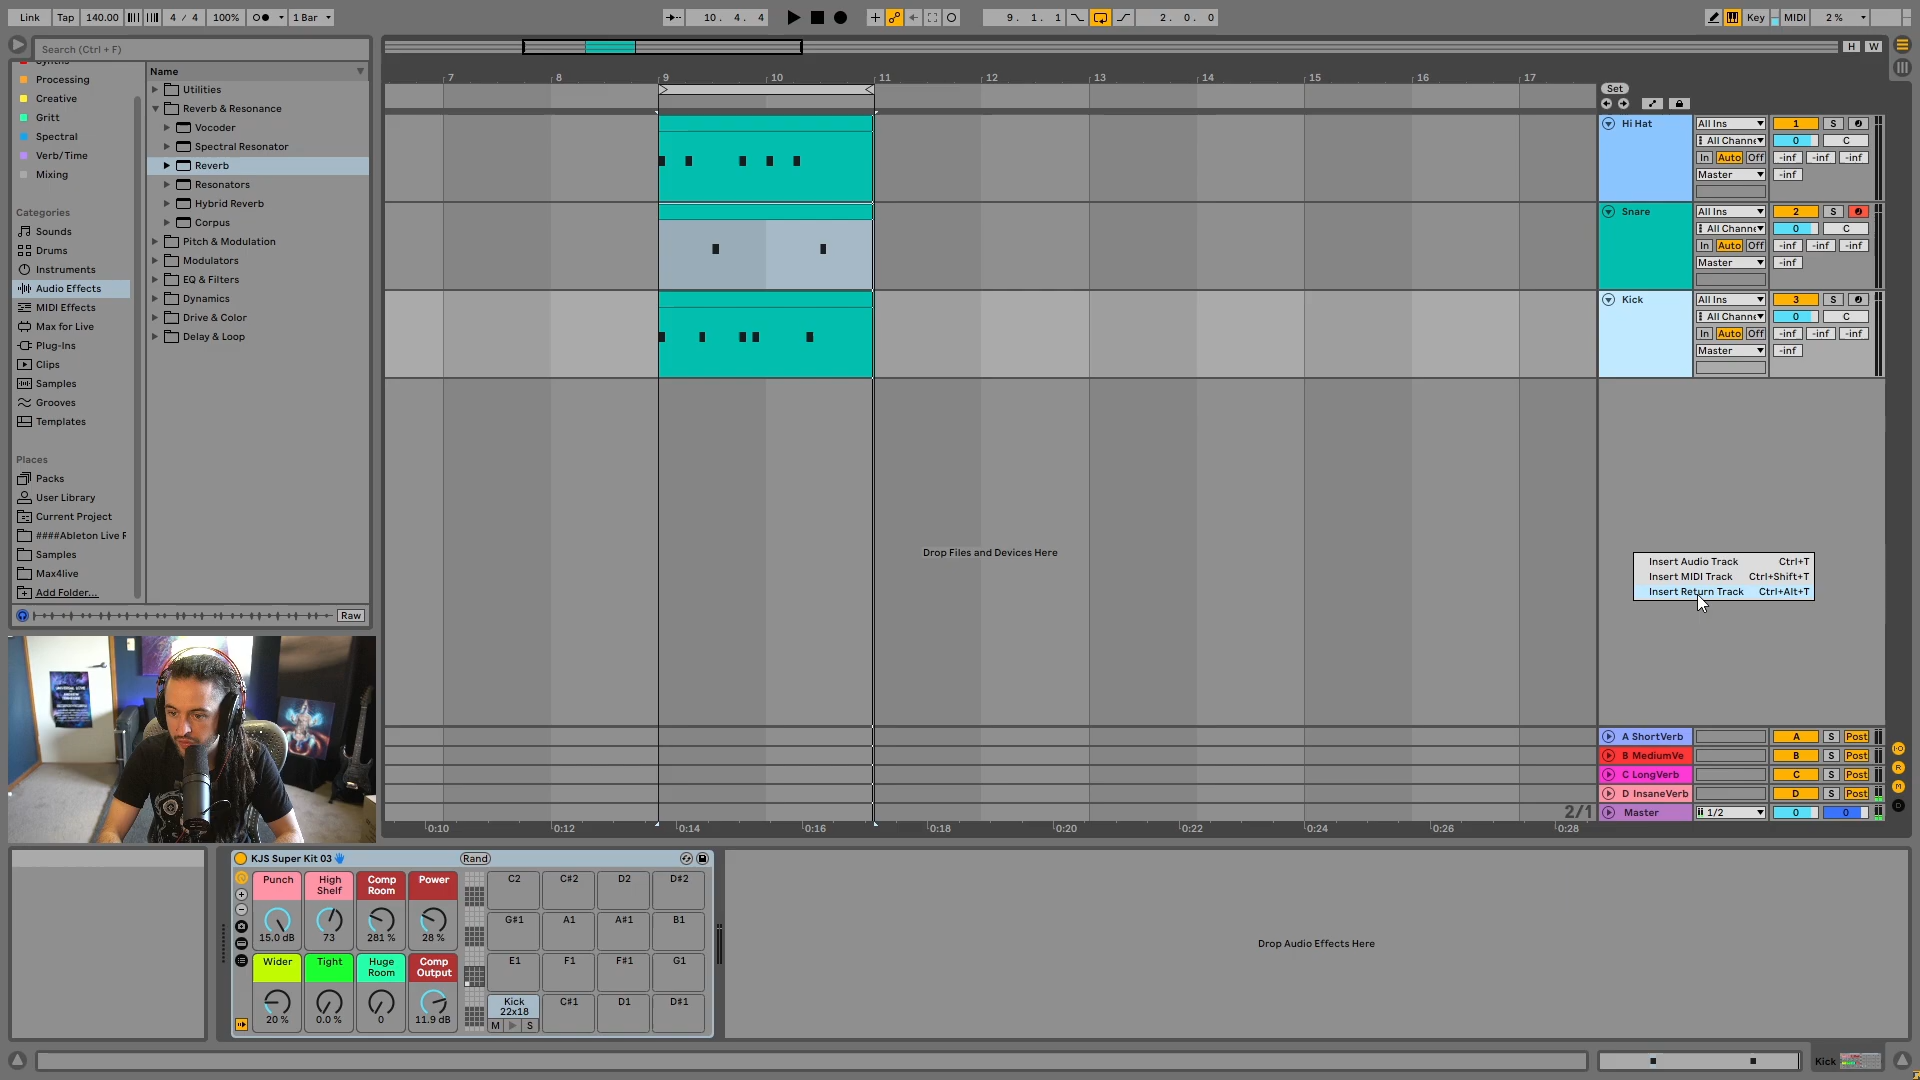 Link Tap 140.00 4 / 4 100% 1 Bar 10. 4. 4 9. 1. 1 2. 0. 0 Key MIDI 2 %
Search (Ctrl + F)
H W
Processing
Creative
Gritt
Spectral
Verb/Time
Mixing
Categories
Sounds
Drums
Instruments
Audio Effects
MIDI Effects
Max for Live
Plug-Ins
Clips
Samples
Grooves
Templates
Places
Packs
User Library
Current Project
####Ableton Live F
Samples
Max4live
Add Folder...
Raw
Name
Utilities
Reverb & Resonance
Vocoder
Spectral Resonator
Reverb
Resonators
Hybrid Reverb
Corpus
Pitch & Modulation
Modulators
EQ & Filters
Dynamics
Drive & Color
Delay & Loop
7 8 9 10 11 12 13 14 15 16 17
Set
Hi Hat All Ins 1 S
All Channe 0 C
In Auto Off -inf -inf -inf
Master -inf
Snare All Ins 2 S
All Channe 0 C
In Auto Off -inf -inf -inf
Master -inf
Kick All Ins 3 S
All Channe 0 C
In Auto Off -inf -inf -inf
Master -inf
Drop Files and Devices Here
Insert Audio Track Ctrl+T
Insert MIDI Track Ctrl+Shift+T
Insert Return Track Ctrl+Alt+T
A ShortVerb A S Post
B MediumVe B S Post
C LongVerb C S Post
D InsaneVerb D S Post
2/1 Master 1/2 0 0
0:10 0:12 0:14 0:16 0:18 0:20 0:22 0:24 0:26 0:28
KJS Super Kit 03 Rand
Punch High Shelf Comp Room Power
15.0 dB 73 281 % 28 %
Wider Tight Huge Room Comp Output
20 % 0.0 % 0 11.9 dB
C2 C#2 D2 D#2
G#1 A1 A#1 B1
E1 F1 F#1 G1
Kick 22x18 C#1 D1 D#1
M S
Drop Audio Effects Here
Kick